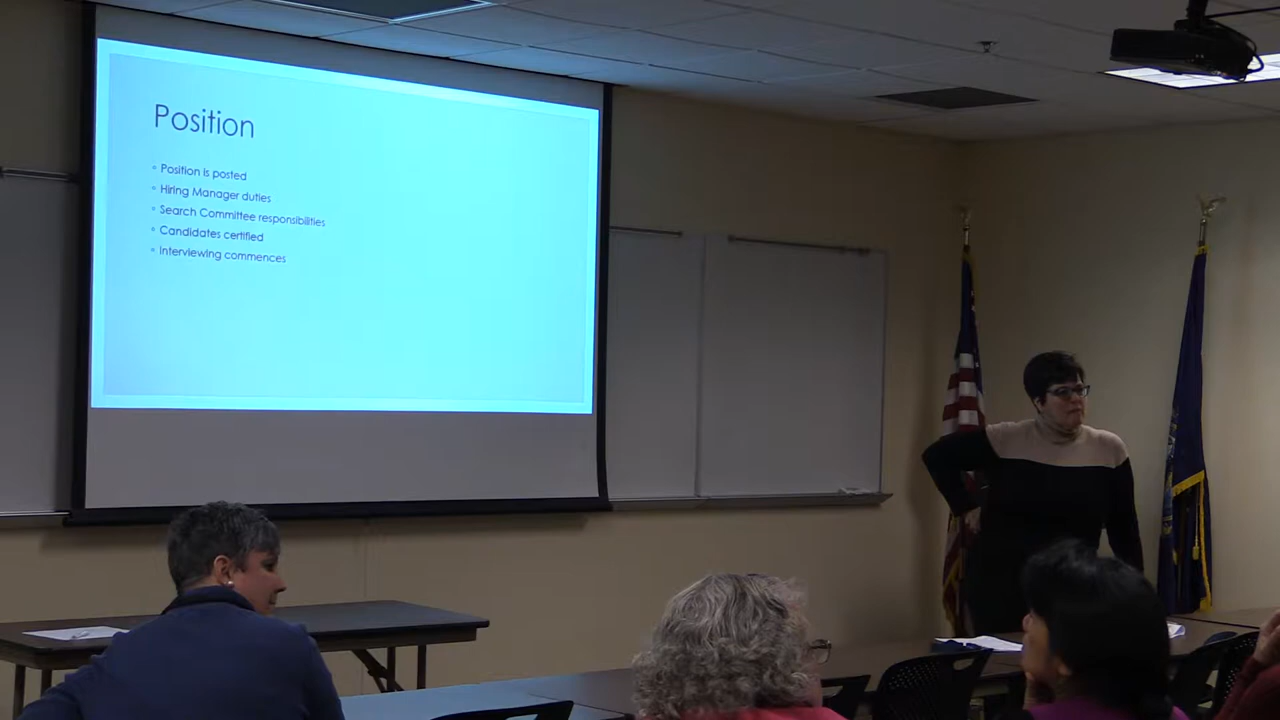 Position
Position is posted
Hiring Manager duties
Search Committee responsibilities
Candidates certified
Interviewing commences